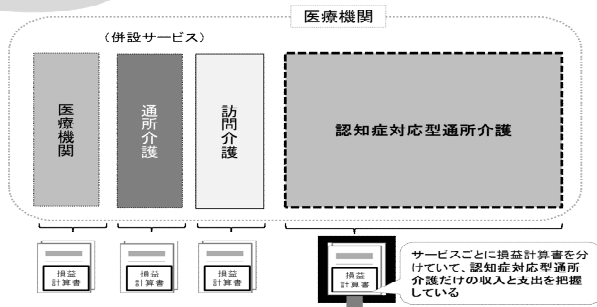 医療機関
(併設サービス)
医療機関
通所介護
訪問介護
認知症対応型通所介護
損益
計算書
損益
計算書
損益
計算書
損益
計算書
サービスごとに損益計算書を分
けていて、認知症対応型通所
介護だけの収入と支出を把握
している